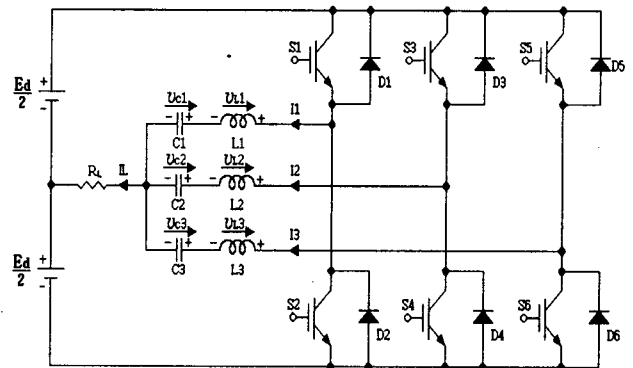 S1
D1
S3
D3
S5
D5
Ed
2
+
-
Uc1
UL1
I1
- +
C1
- +
L1
Uc2
UL2
I2
RL
IL
- +
C2
- +
L2
Uc3
UL3
I3
- +
C3
- +
L3
Ed
2
+
-
S2
D2
S4
D4
S6
D6